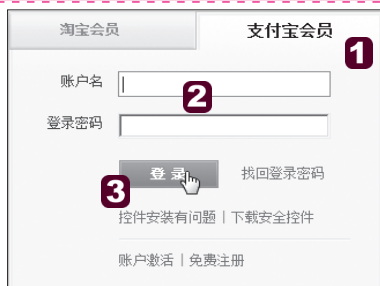 淘宝会员 支付宝会员
1
账户名
2
登录密码
登录 找回登录密码
3
控件安装有问题 | 下载安全控件
账户激活 | 免费注册